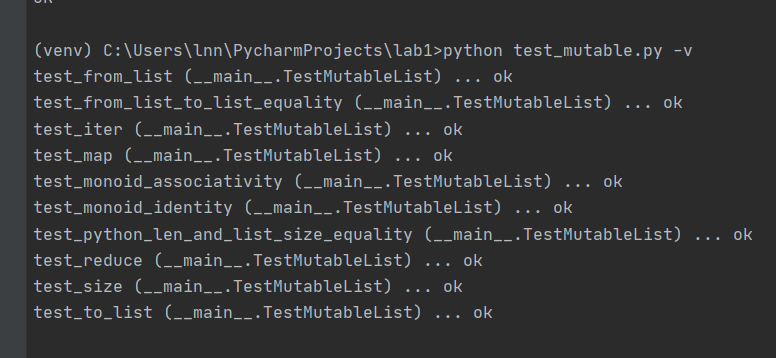 ok
(venv) C:\Users\lnn\PycharmProjects\lab1>python test_mutable.py -v
test_from_list (__main__.TestMutableList) ... ok
test_from_list_to_list_equality (__main__.TestMutableList) ... ok
test_iter (__main__.TestMutableList) ... ok
test_map (__main__.TestMutableList) ... ok
test_monoid_associativity (__main__.TestMutableList) ... ok
test_monoid_identity (__main__.TestMutableList) ... ok
test_python_len_and_list_size_equality (__main__.TestMutableList) ... ok
test_reduce (__main__.TestMutableList) ... ok
test_size (__main__.TestMutableList) ... ok
test_to_list (__main__.TestMutableList) ... ok